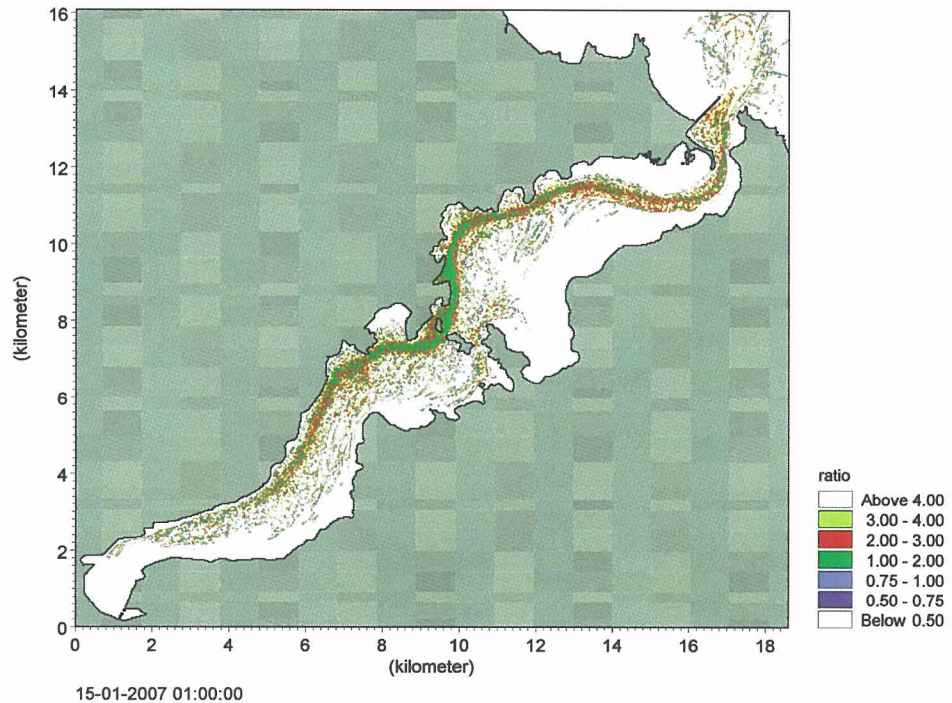 16
14
12
10
8
6
4
2
0
(kilometer)
0 2 4 6 8 10 12 14 16 18
(kilometer)
15-01-2007 01:00:00
ratio
Above 4.00
3.00 - 4.00
2.00 - 3.00
1.00 - 2.00
0.75 - 1.00
0.50 - 0.75
Below 0.50